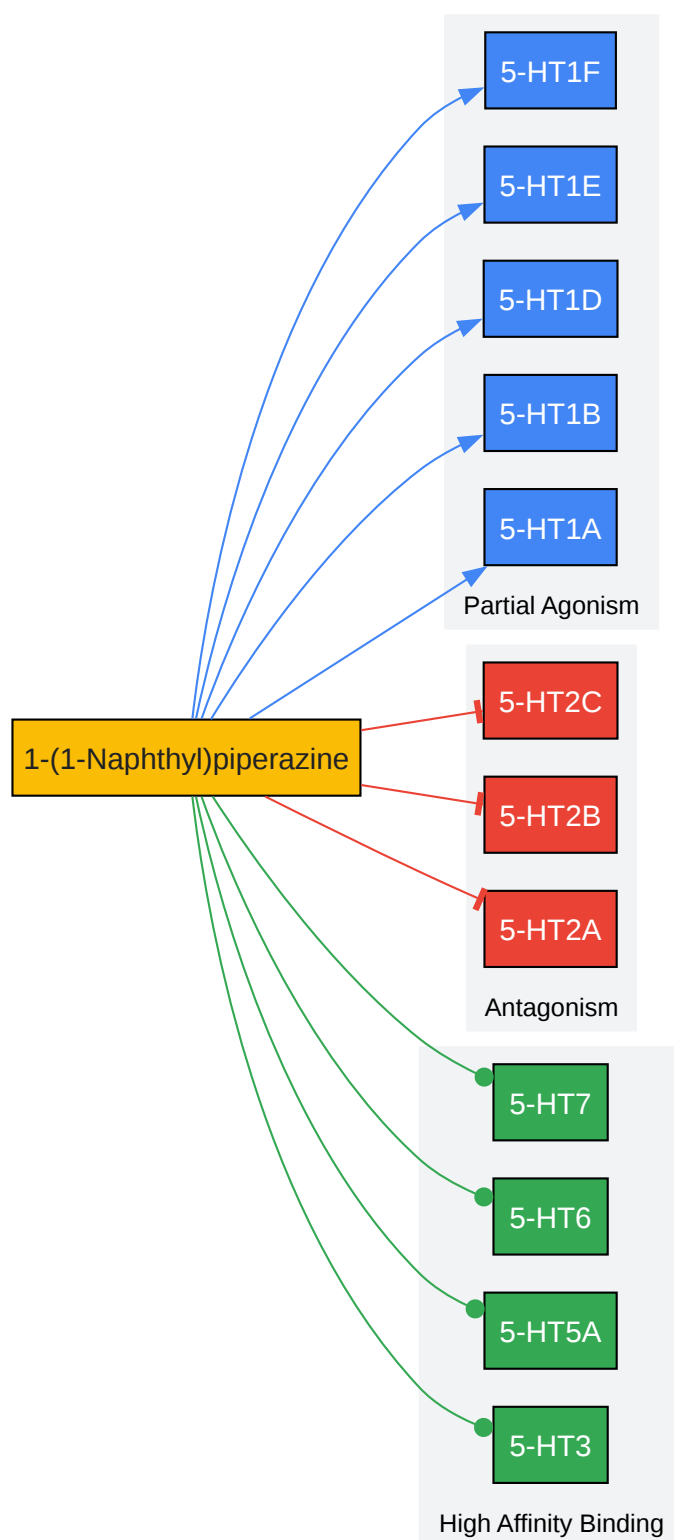 5-HT1F
5-HT1E
5-HT1D
5-HT1B
5-HT1A
Partial Agonism
5-HT2C
1-(1-Naphthyl)piperazine
5-HT2B
5-HT2A
Antagonism
5-HT7
5-HT6
5-HT5A
5-HT3
High Affinity Binding